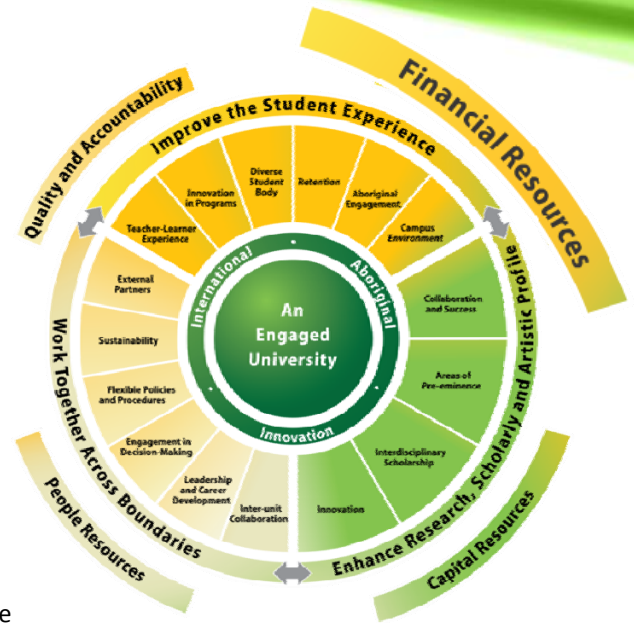 Financial Resources
Quality and Accountability
Improve the Student Experience
Teacher-Learner
Experience
Innovation
in Programs
Diverse
Student
Body
Retention
Aboriginal
Engagement
Campus
Environment
External
Partners
Sustainability
Flexible Policies
and Procedures
Engagement in
Decision-Making
Leadership
and Career
Development
Inter-unit
Collaboration
Work Together Across Boundaries
International
Aboriginal
Innovation
An
Engaged
University
Collaboration
and Success
Areas of
Pre-eminence
Interdisciplinary
Scholarship
Innovation
Enhance Research, Scholarly and Artistic Profile
People Resources
Capital Resources
e